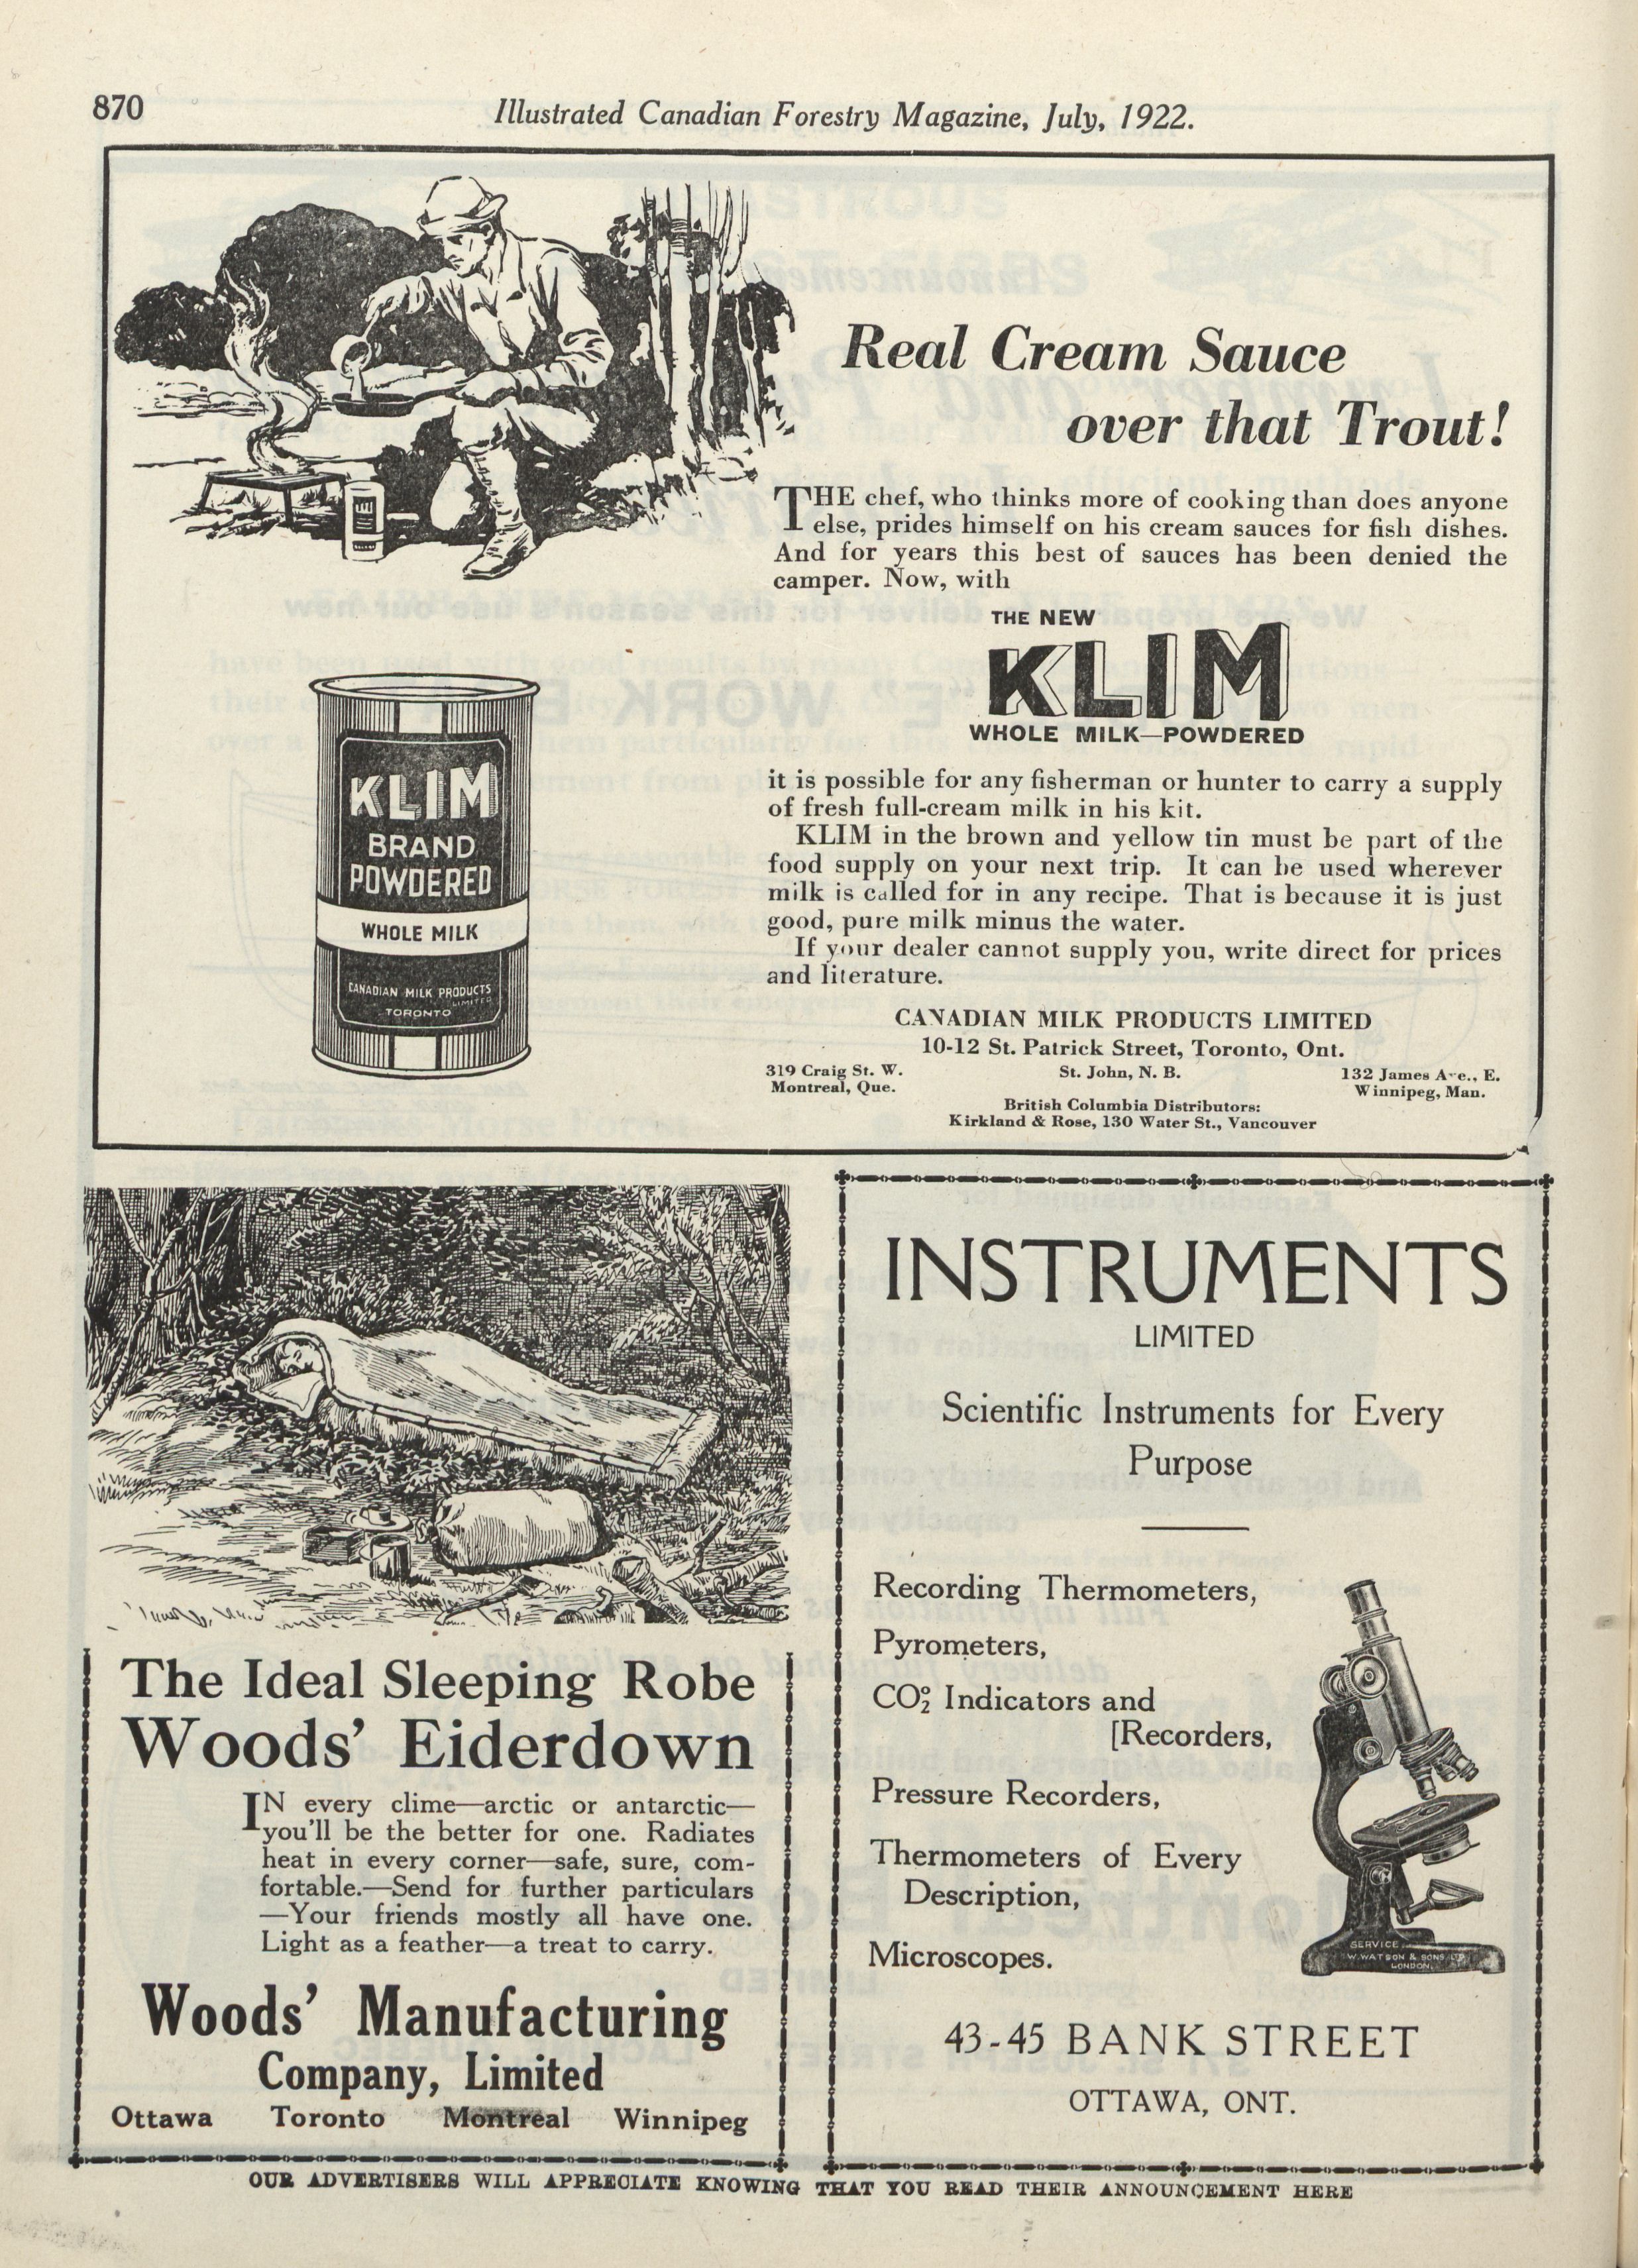 870
Illustrated Canadian Forestry Magazine, July, 1922.
Real Cream Sauce
over that Trout!
THE chef, who thinks more of cooking than does anyone
else, prides himself on his cream sauces for fish dishes.
And for years this best of sauces has been denied the
camper. Now, with
THE NEW
KLIM
WHOLE MILK—POWDERED
KLIM
BRAND
POWDERED
WHOLE MILK
CANADIAN MILK PRODUCTS
LIMITED
TORONTO
it is possible for any fisherman or hunter to carry a supply
of fresh full-cream milk in his kit.
KLIM in the brown and yellow tin must be part of the
food supply on your next trip. It can be used wherever
milk is called for in any recipe. That is because it is just
good, pure milk minus the water.
If your dealer cannot supply you, write direct for prices
and literature.
CANADIAN MILK PRODUCTS LIMITED
10-12 St. Patrick Street, Toronto, Ont.
319 Craig St. W.
Montreal, Que.
St. John, N. B.
132 James Ave., E.
Winnipeg, Man.
British Columbia Distributors:
Kirkland & Rose, 130 Water St., Vancouver
The Ideal Sleeping Robe
Woods' Eiderdown
IN every clime—arctic or antarctic—
you'll be the better for one. Radiates
heat in every corner—safe, sure, com-
fortable.—Send for further particulars
—Your friends mostly all have one.
Light as a feather—a treat to carry.
Woods' Manufacturing
Company, Limited
Ottawa Toronto Montreal Winnipeg
INSTRUMENTS
LIMITED
Scientific Instruments for Every
Purpose
Recording Thermometers,
Pyrometers,
CO°2 Indicators and
[Recorders,
Pressure Recorders,
Thermometers of Every
Description,
Microscopes.
SERVICE
W. WATSON & SONS LTD
LONDON.
43-45 BANK STREET
OTTAWA, ONT.
OUR ADVERTISERS WILL APPRECIATE KNOWING THAT YOU READ THEIR ANNOUNCEMENT HERE